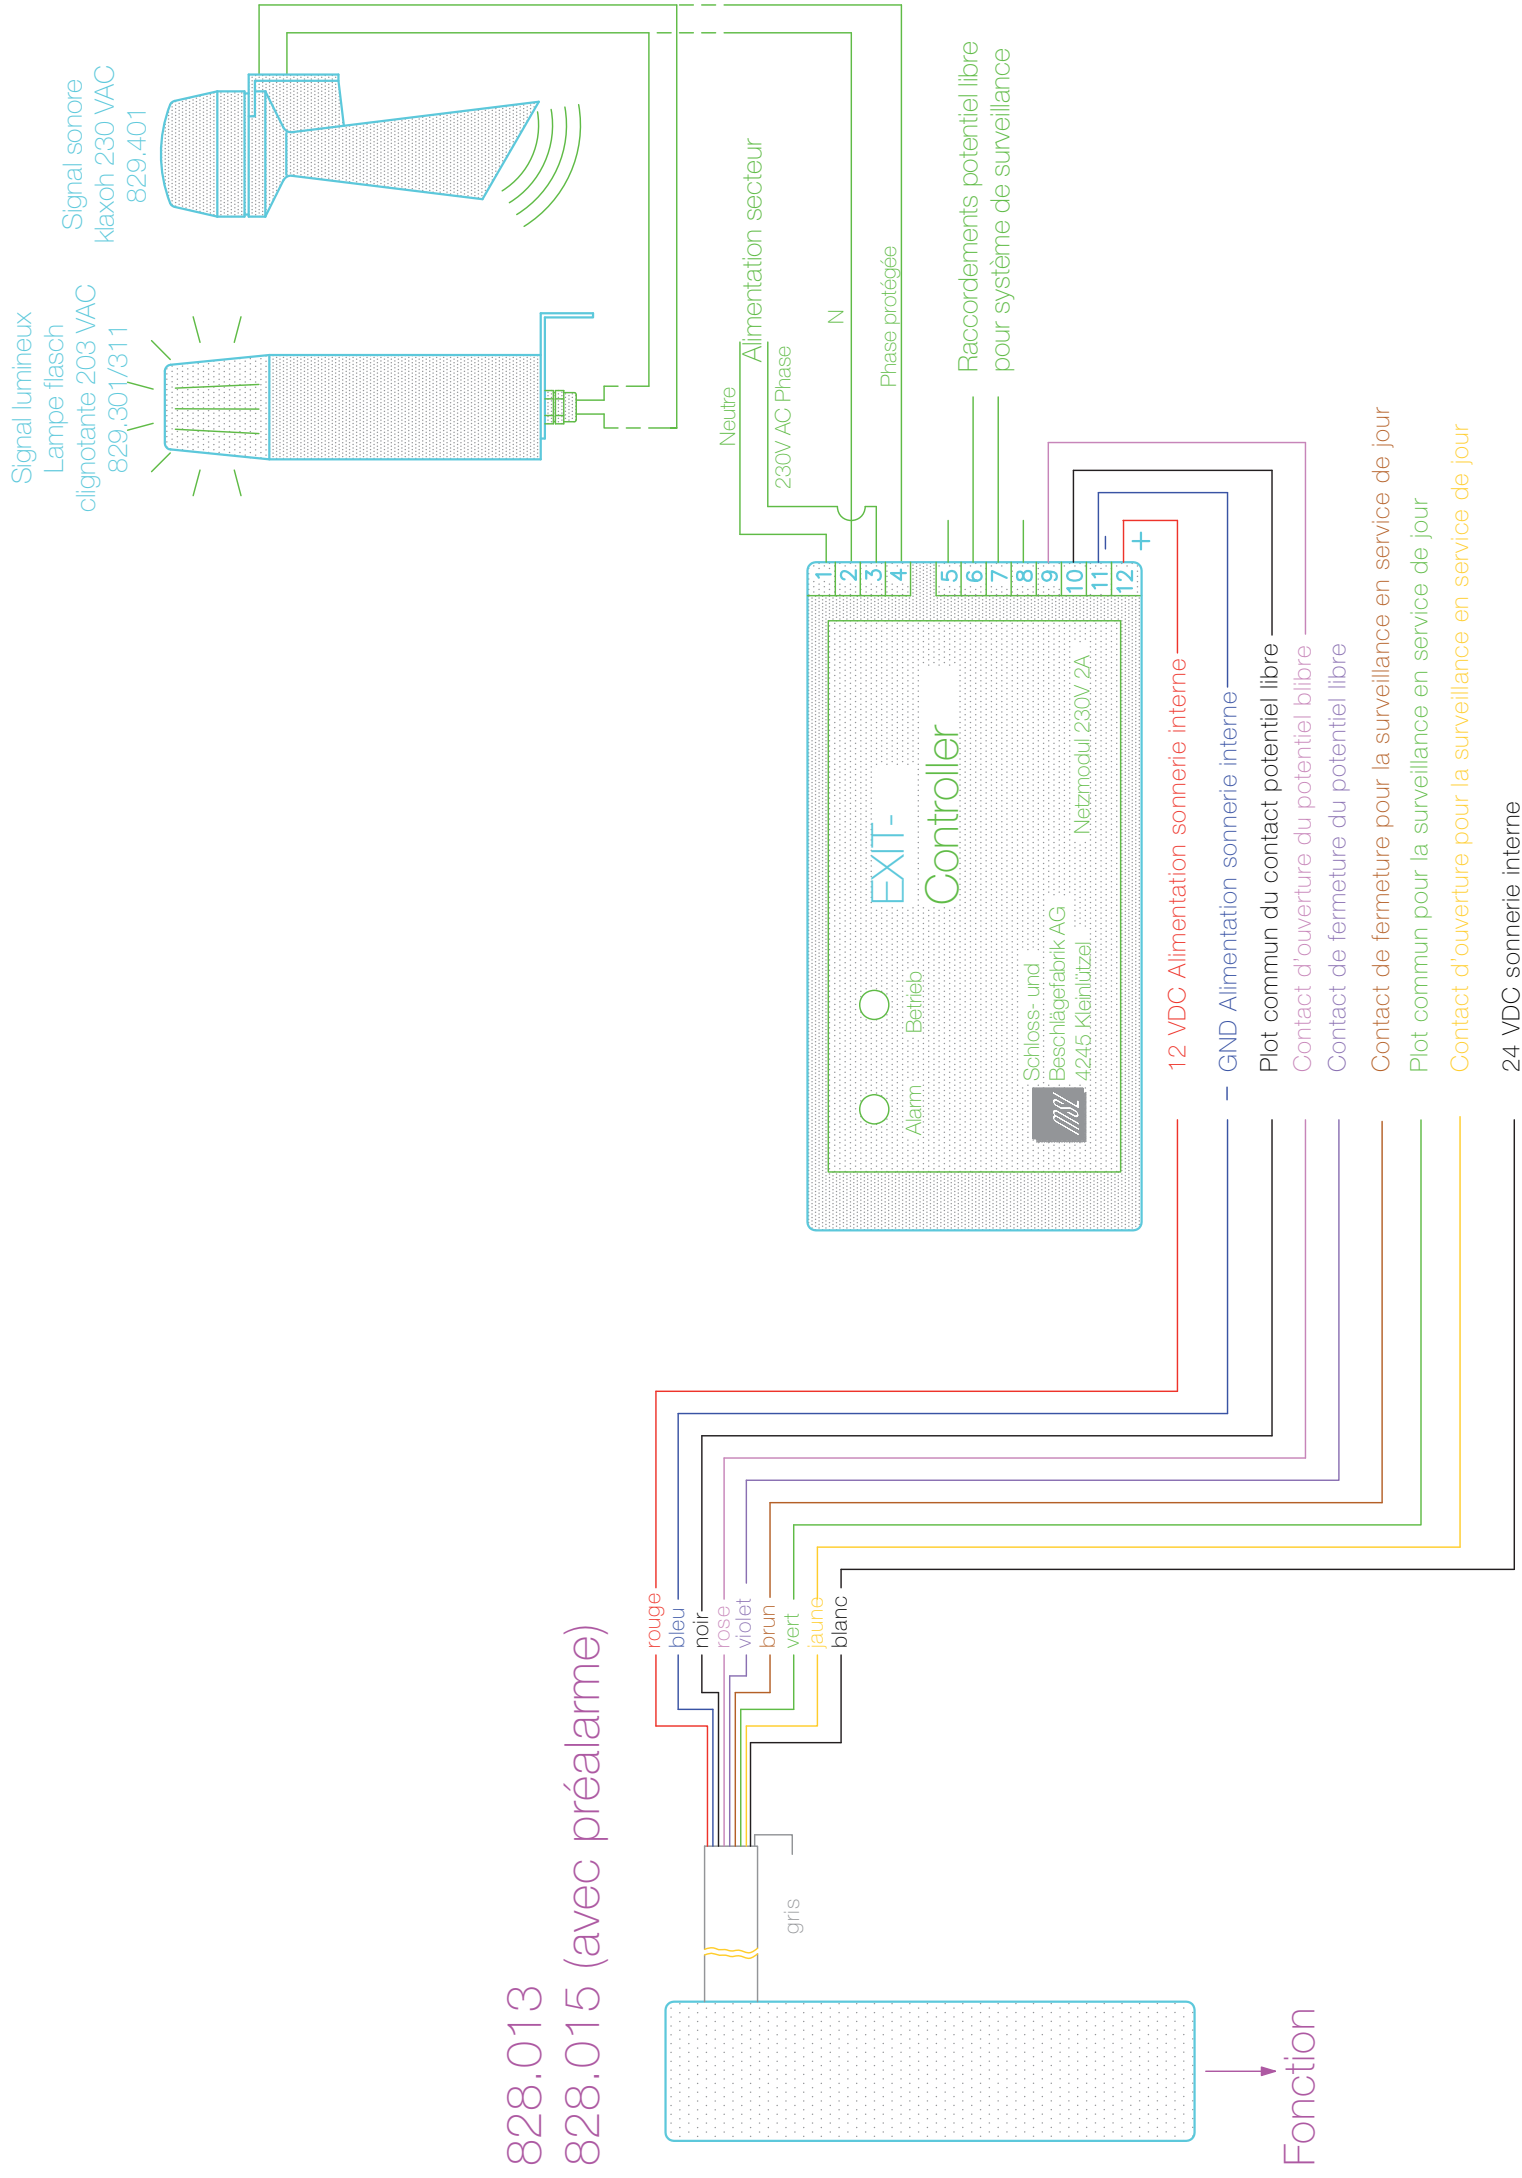 828.013
828.015 (avec préalarme)
Fonction
gris
rouge
bleu
noir
rose
violet
brun
vert
jaune
blanc
12 VDC Alimentation sonnerie interne
– GND Alimentation sonnerie interne
Plot commun du contact potentiel libre
Contact d'ouverture du potentiel blibre
Contact de fermeture du potentiel libre
Contact de fermeture pour la surveillance en service de jour
Plot commun pour la surveillance en service de jour
Contact d'ouverture pour la surveillance en service de jour
24 VDC sonnerie interne
EXIT-
Controller
Alarm
Betrieb
Schloss- und
Beschlägefabrik AG
4245 Kleinlützel
MSL
Netzmodul 230V 2A
1
2
3
4
5
6
7
8
9
10
11
12
–
+
Neutre
Alimentation secteur
230V AC Phase
N
Phase protégée
Raccordements potentiel libre
pour système de surveillance
Signal lumineux
Lampe flasch
clignotante 203 VAC
829.301/311
Signal sonore
klaxoh 230 VAC
829.401